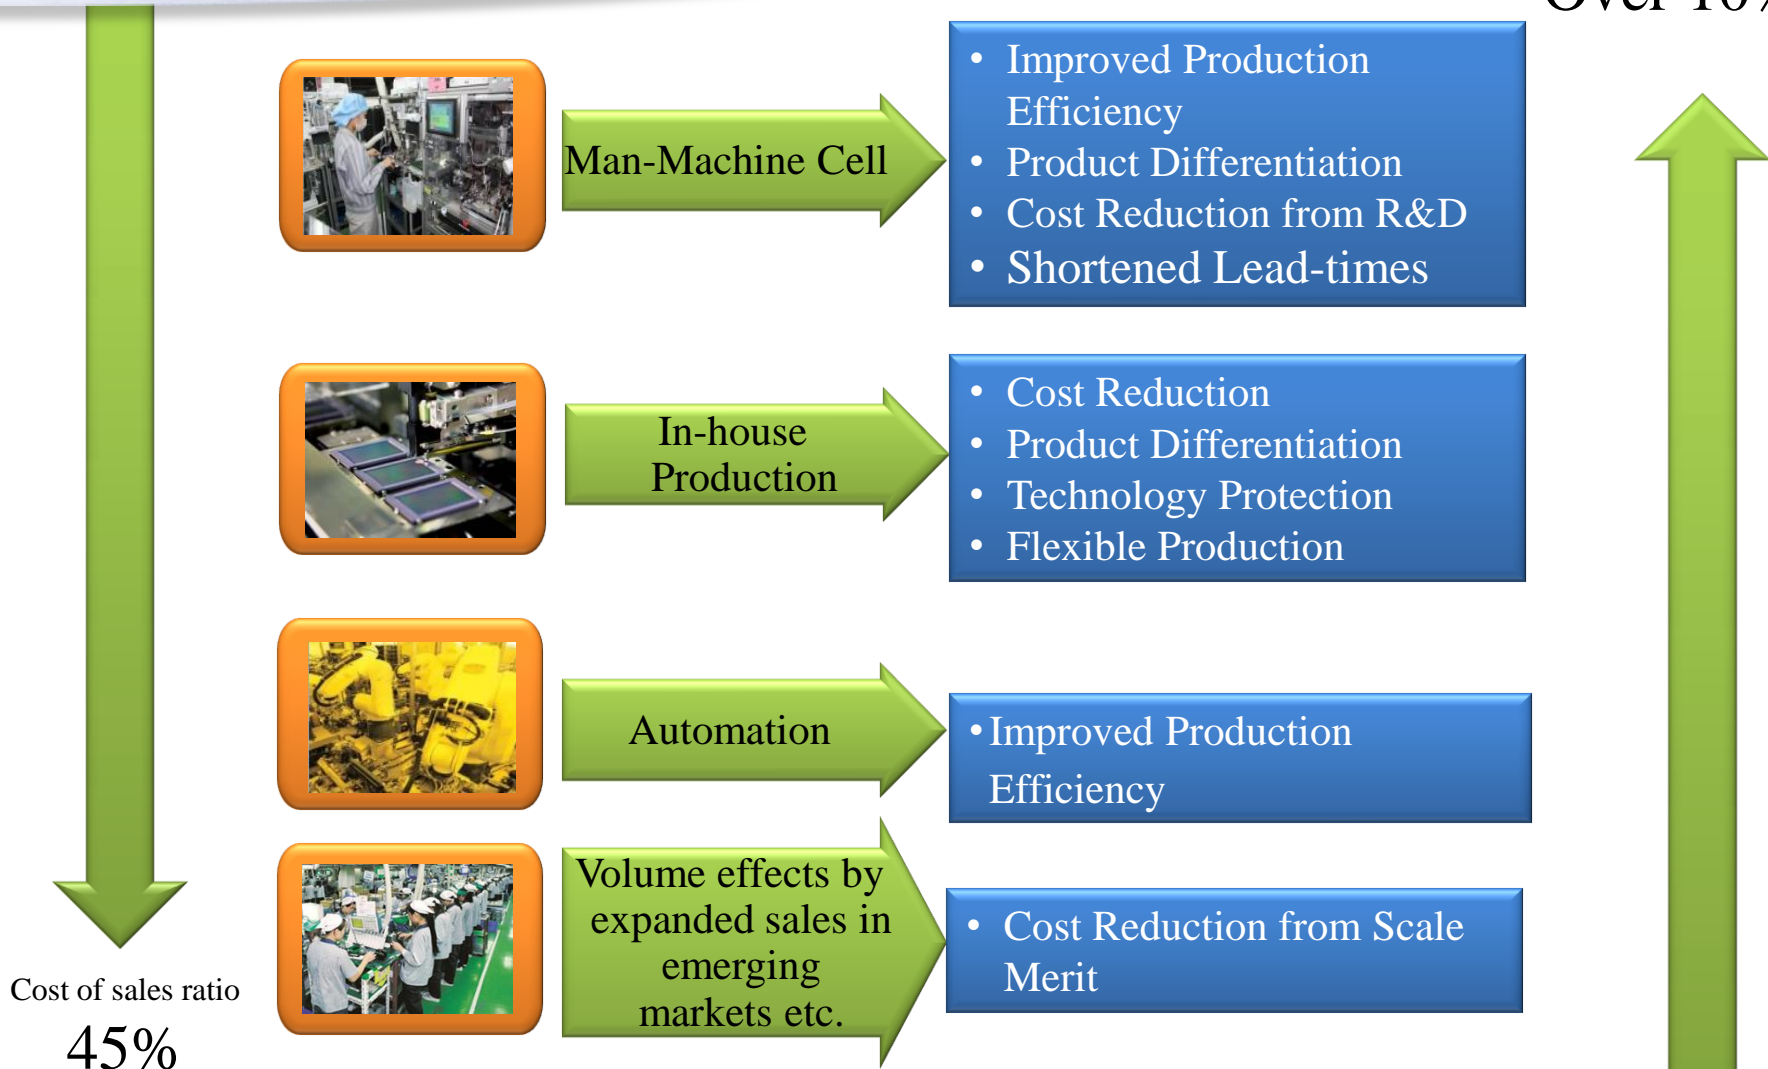 Over 10%
Man-Machine Cell
• Improved Production
Efficiency
• Product Differentiation
• Cost Reduction from R&D
• Shortened Lead-times
In-house
Production
• Cost Reduction
• Product Differentiation
• Technology Protection
• Flexible Production
Automation
• Improved Production
Efficiency
Volume effects by
expanded sales in
emerging
markets etc.
• Cost Reduction from Scale
Merit
Cost of sales ratio
45%